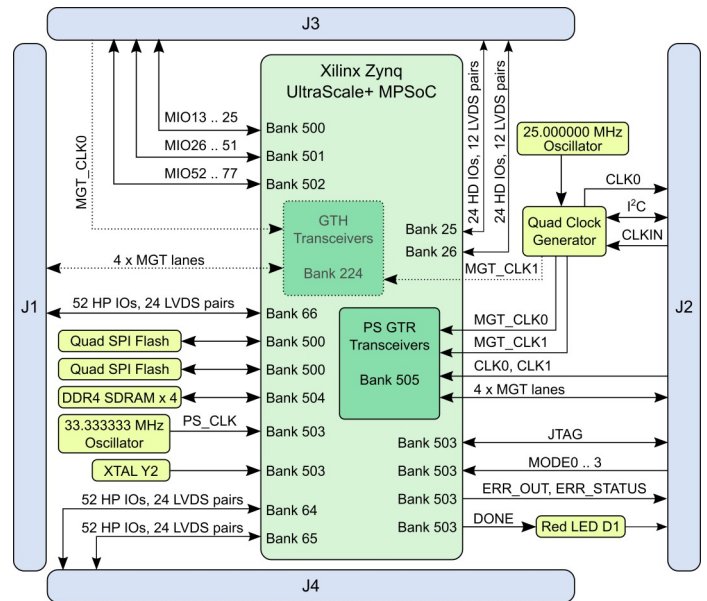 J3
Xilinx Zynq
UltraScale+ MPSoC
MIO13 .. 25
Bank 500
MIO26 .. 51
Bank 501
MIO52 .. 77
Bank 502
MGT_CLK0
24 HD IOs, 12 LVDS pairs
24 HD IOs, 12 LVDS pairs
25.000000 MHz
Oscillator
CLK0
I²C
Quad Clock
Generator
CLKIN
GTH
Transceivers
Bank 224
Bank 25
Bank 26
MGT_CLK1
4 x MGT lanes
J1
J2
52 HP IOs, 24 LVDS pairs
Bank 66
Quad SPI Flash
Bank 500
Quad SPI Flash
Bank 500
DDR4 SDRAM x 4
Bank 504
33.333333 MHz
Oscillator
PS_CLK
Bank 503
XTAL Y2
Bank 503
PS GTR
Transceivers
Bank 505
MGT_CLK0
MGT_CLK1
CLK0, CLK1
4 x MGT lanes
Bank 503
JTAG
Bank 503
MODE0 .. 3
Bank 503
ERR_OUT, ERR_STATUS
Bank 503
DONE
Red LED D1
52 HP IOs, 24 LVDS pairs
Bank 64
52 HP IOs, 24 LVDS pairs
Bank 65
J4